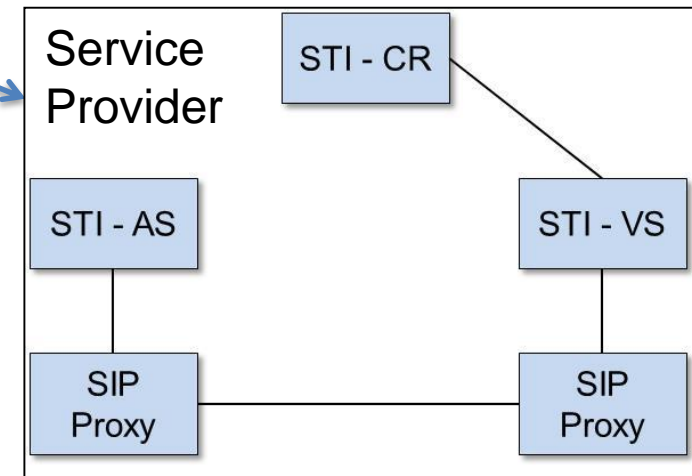 Service
Provider
STI - CR
STI - AS
STI - VS
SIP
Proxy
SIP
Proxy